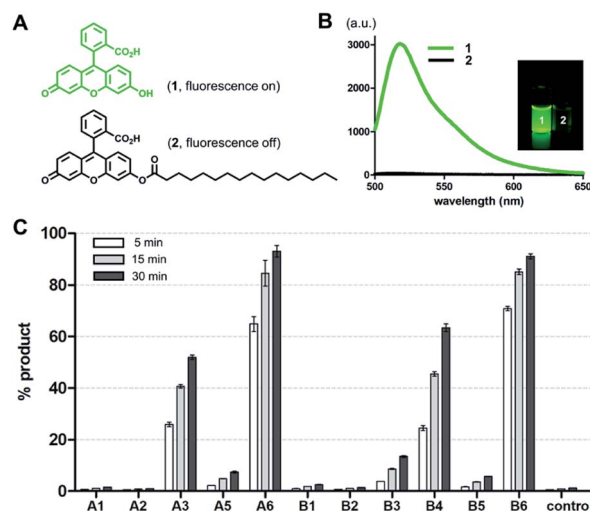 A
CO₂H
O
O
OH
(1, fluorescence on)
CO₂H
(2, fluorescence off)
O
O
O
O
B
(a.u.)
3000
2000
1000
0
1
2
1
2
500
550
600
650
wavelength (nm)
C
5 min
15 min
30 min
% product
100
80
60
40
20
0
A1 A2 A3 A5 A6 B1 B2 B3 B4 B5 B6 contro